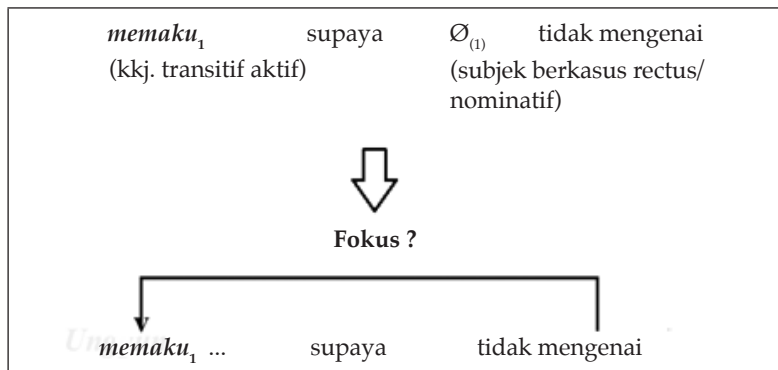 memaku₁ supaya Ø₍₁₎ tidak mengenai
(kkj. transitif aktif) (subjek berkasus rectus/
nominatif)
Fokus ?
memaku₁ ... supaya tidak mengenai